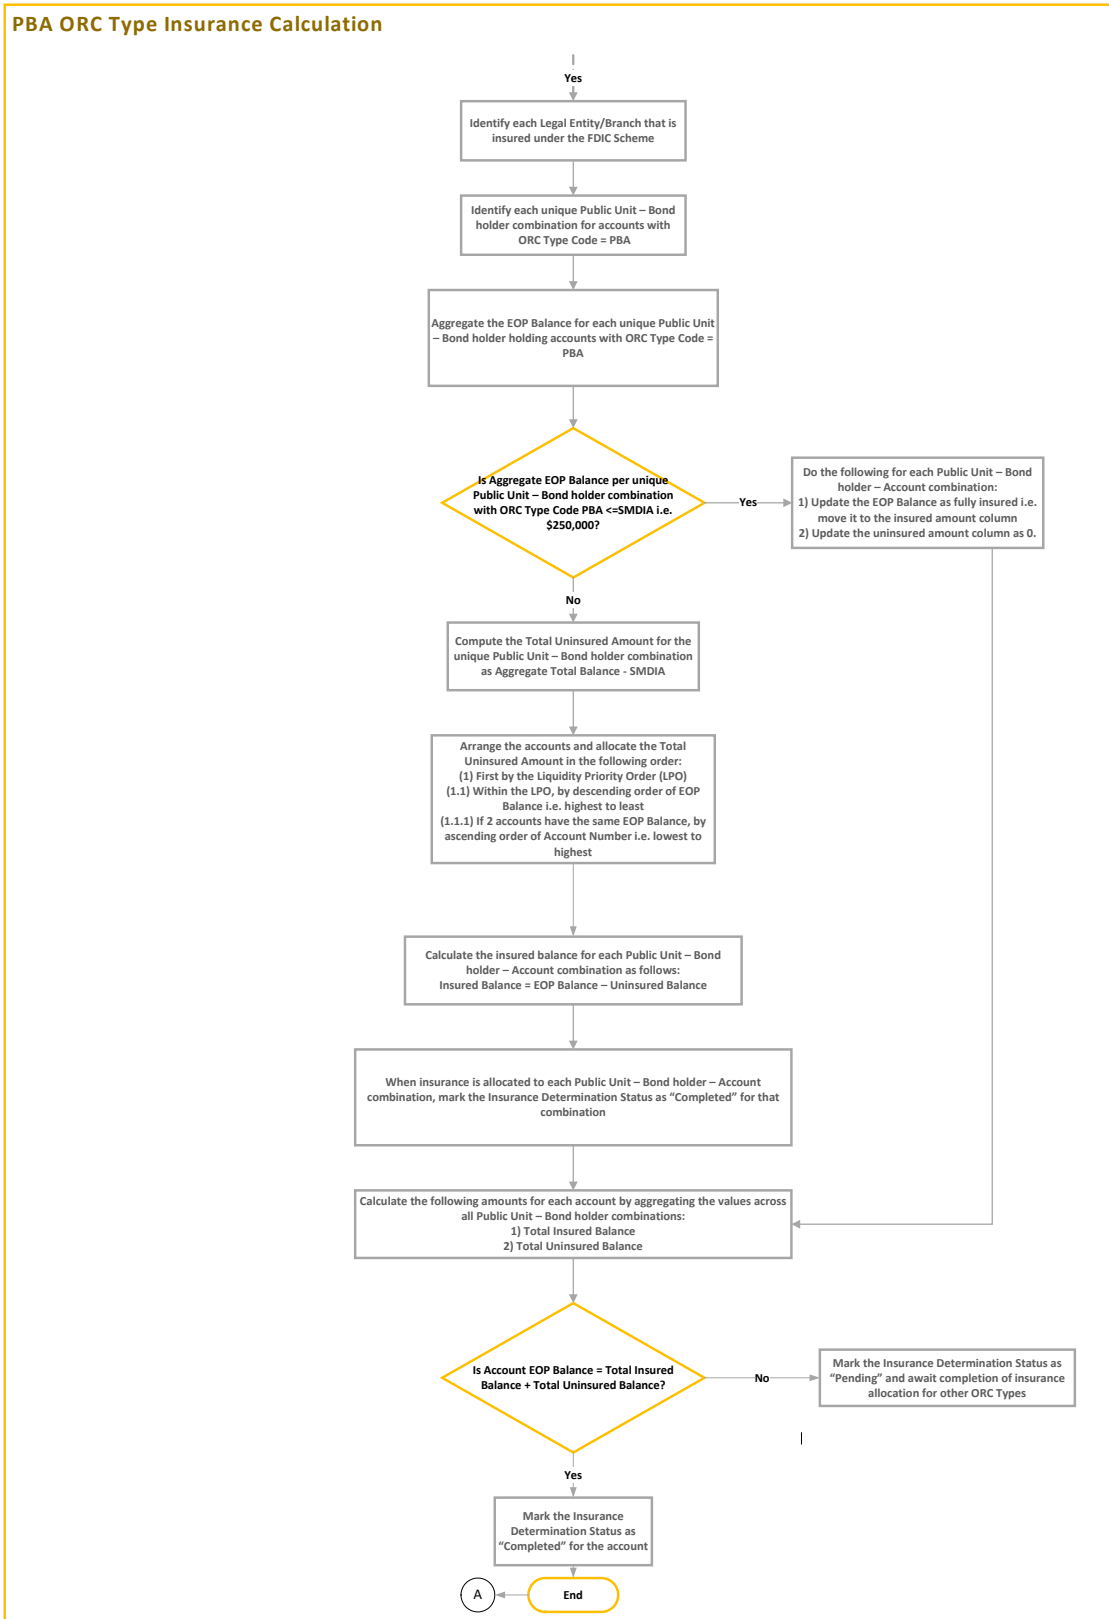 PBA ORC Type Insurance Calculation
Yes
Identify each Legal Entity/Branch that is
insured under the FDIC Scheme
Identify each unique Public Unit – Bond
holder combination for accounts with
ORC Type Code = PBA
Aggregate the EOP Balance for each unique Public Unit
– Bond holder holding accounts with ORC Type Code =
PBA
Is Aggregate EOP Balance per unique
Public Unit – Bond holder combination
with ORC Type Code PBA <=SMDIA i.e.
$250,000?
Yes
Do the following for each Public Unit – Bond
holder – Account combination:
1) Update the EOP Balance as fully insured i.e.
move it to the insured amount column
2) Update the uninsured amount column as 0.
No
Compute the Total Uninsured Amount for the
unique Public Unit – Bond holder combination
as Aggregate Total Balance - SMDIA
Arrange the accounts and allocate the Total
Uninsured Amount in the following order:
(1) First by the Liquidity Priority Order (LPO)
(1.1) Within the LPO, by descending order of EOP
Balance i.e. highest to least
(1.1.1) If 2 accounts have the same EOP Balance, by
ascending order of Account Number i.e. lowest to
highest
Calculate the insured balance for each Public Unit – Bond
holder – Account combination as follows:
Insured Balance = EOP Balance – Uninsured Balance
When insurance is allocated to each Public Unit – Bond holder – Account
combination, mark the Insurance Determination Status as “Completed” for that
combination
Calculate the following amounts for each account by aggregating the values across
all Public Unit – Bond holder combinations:
1) Total Insured Balance
2) Total Uninsured Balance
Is Account EOP Balance = Total Insured
Balance + Total Uninsured Balance?
No
Mark the Insurance Determination Status as
“Pending” and await completion of insurance
allocation for other ORC Types
Yes
Mark the Insurance
Determination Status as
“Completed” for the account
A
End